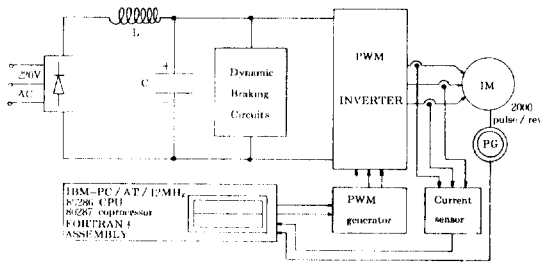 220V
AC
L
C
+
Dynamic
Braking
Circuits
PWM
INVERTER
IM
2000
pulse / rev
PG
IBM-PC/AT/12MHz
80286 CPU
80287 coprocessor
FORTRAN +
ASSEMBLY
PWM
generator
Current
sensor